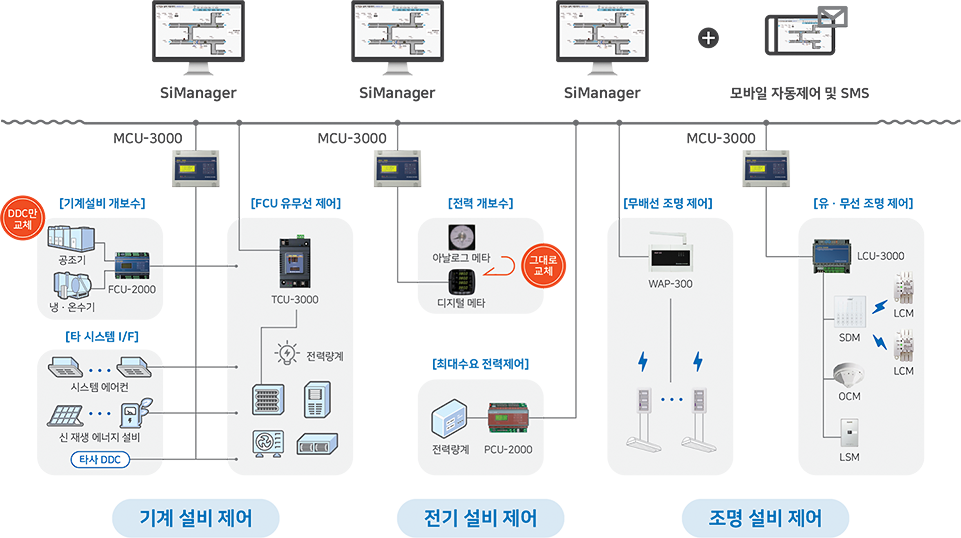 SiManager
SiManager
SiManager
모바일 자동제어 및 SMS
MCU-3000
MCU-3000
MCU-3000
[기계설비 개보수]
DDC만
교체
공조기
FCU-2000
냉 · 온수기
[타 시스템 I/F]
시스템 에어컨
신 재생 에너지 설비
타사 DDC
[FCU 유무선 제어]
TCU-3000
전력량계
[전력 개보수]
아날로그 메타
그대로
교체
디지털 메타
[최대수요 전력제어]
전력량계
PCU-2000
[무배선 조명 제어]
WAP-300
[유 · 무선 조명 제어]
LCU-3000
LCM
SDM
LCM
OCM
LSM
기계 설비 제어
전기 설비 제어
조명 설비 제어